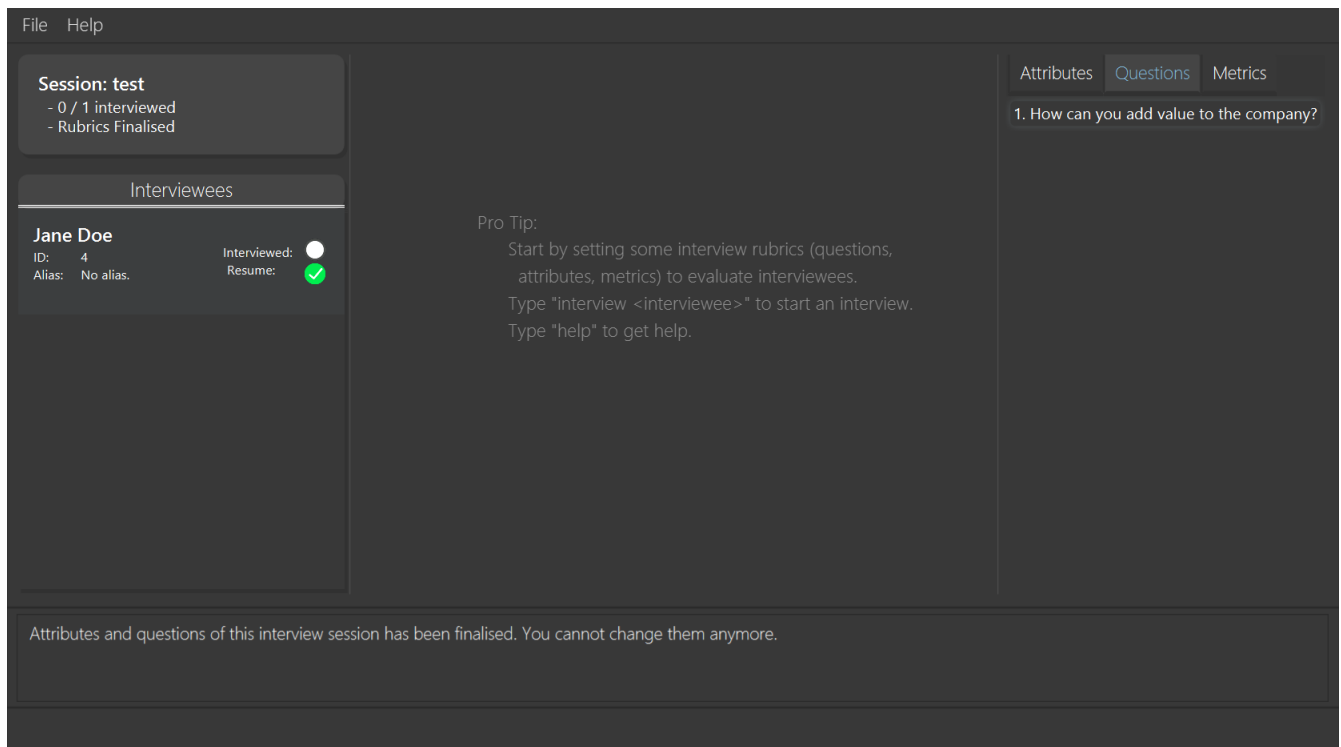 File Help
Session: test
- 0 / 1 interviewed
- Rubrics Finalised
Interviewees
Jane Doe
ID: 4
Alias: No alias.
Interviewed:
Resume:
Pro Tip:
Start by setting some interview rubrics (questions,
attributes, metrics) to evaluate interviewees.
Type "interview <interviewee>" to start an interview.
Type "help" to get help.
Attributes Questions Metrics
1. How can you add value to the company?
Attributes and questions of this interview session has been finalised. You cannot change them anymore.